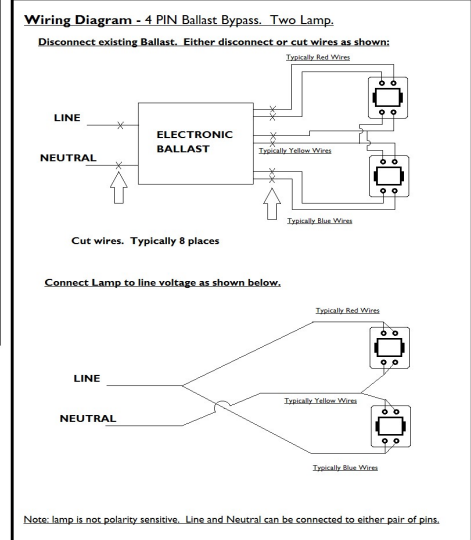 Wiring Diagram - 4 PIN Ballast Bypass. Two Lamp.
Disconnect existing Ballast. Either disconnect or cut wires as shown:
Typically Red Wires
LINE
ELECTRONIC
BALLAST
Typically Yellow Wires
NEUTRAL
Typically Blue Wires
Cut wires. Typically 8 places
Connect Lamp to line voltage as shown below.
Typically Red Wires
LINE
Typically Yellow Wires
NEUTRAL
Typically Blue Wires
Note: lamp is not polarity sensitive. Line and Neutral can be connected to either pair of pins.